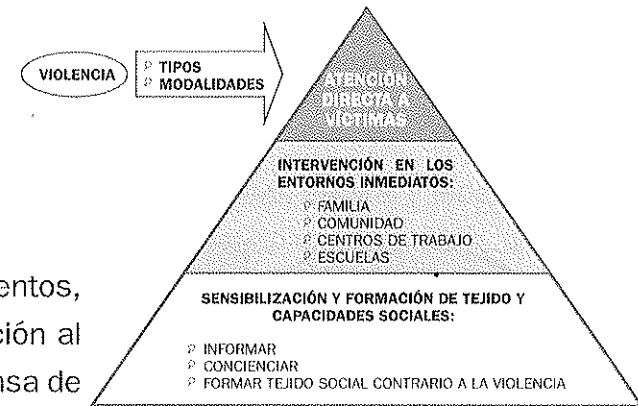 VIOLENCIA
TIPOS
MODALIDADES
ATENCIÓN
DIRECTA A
VÍCTIMAS
INTERVENCIÓN EN LOS
ENTORNOS INMEDIATOS:
FAMILIA
COMUNIDAD
CENTROS DE TRABAJO
ESCUELAS
SENSIBILIZACIÓN Y FORMACIÓN DE TEJIDO Y
CAPACIDADES SOCIALES:
INFORMAR
CONCIENCIAR
FORMAR TEJIDO SOCIAL CONTRARIO A LA VIOLENCIA
entos,
ción al
nsa de